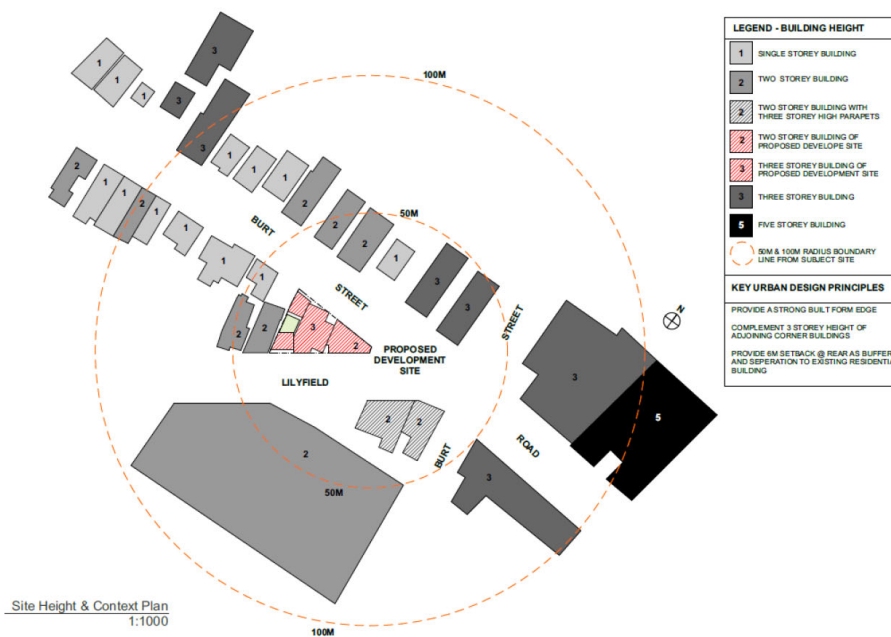 LEGEND - BUILDING HEIGHT
1 SINGLE STOREY BUILDING
2 TWO STOREY BUILDING
2 TWO STOREY BUILDING WITH
THREE STOREY HIGH PARAPETS
2 TWO STOREY BUILDING OF
PROPOSED DEVELOPE SITE
3 THREE STOREY BUILDING OF
PROPOSED DEVELOPMENT SITE
3 THREE STOREY BUILDING
5 FIVE STOREY BUILDING
50M & 100M RADIUS BOUNDARY
LINE FROM SUBJECT SITE
KEY URBAN DESIGN PRINCIPLES
PROVIDE A STRONG BUILT FORM EDGE
COMPLEMENT 3 STOREY HEIGHT OF
ADJOINING CORNER BUILDINGS
PROVIDE 6M SETBACK @ REAR AS BUFFER
AND SEPERATION TO EXISTING RESIDENTIA
BUILDING
N
100M
3
1
1
1
3
3
1
1
1
2
50M
BURT
2
2
1
3
3
STREET
STREET
2
1
1
2
1
1
1
1
2
2
3
2
PROPOSED
DEVELOPMENT
SITE
LILYFIELD
3
5
2
2
BURT
ROAD
2
3
50M
100M
Site Height & Context Plan
1:1000